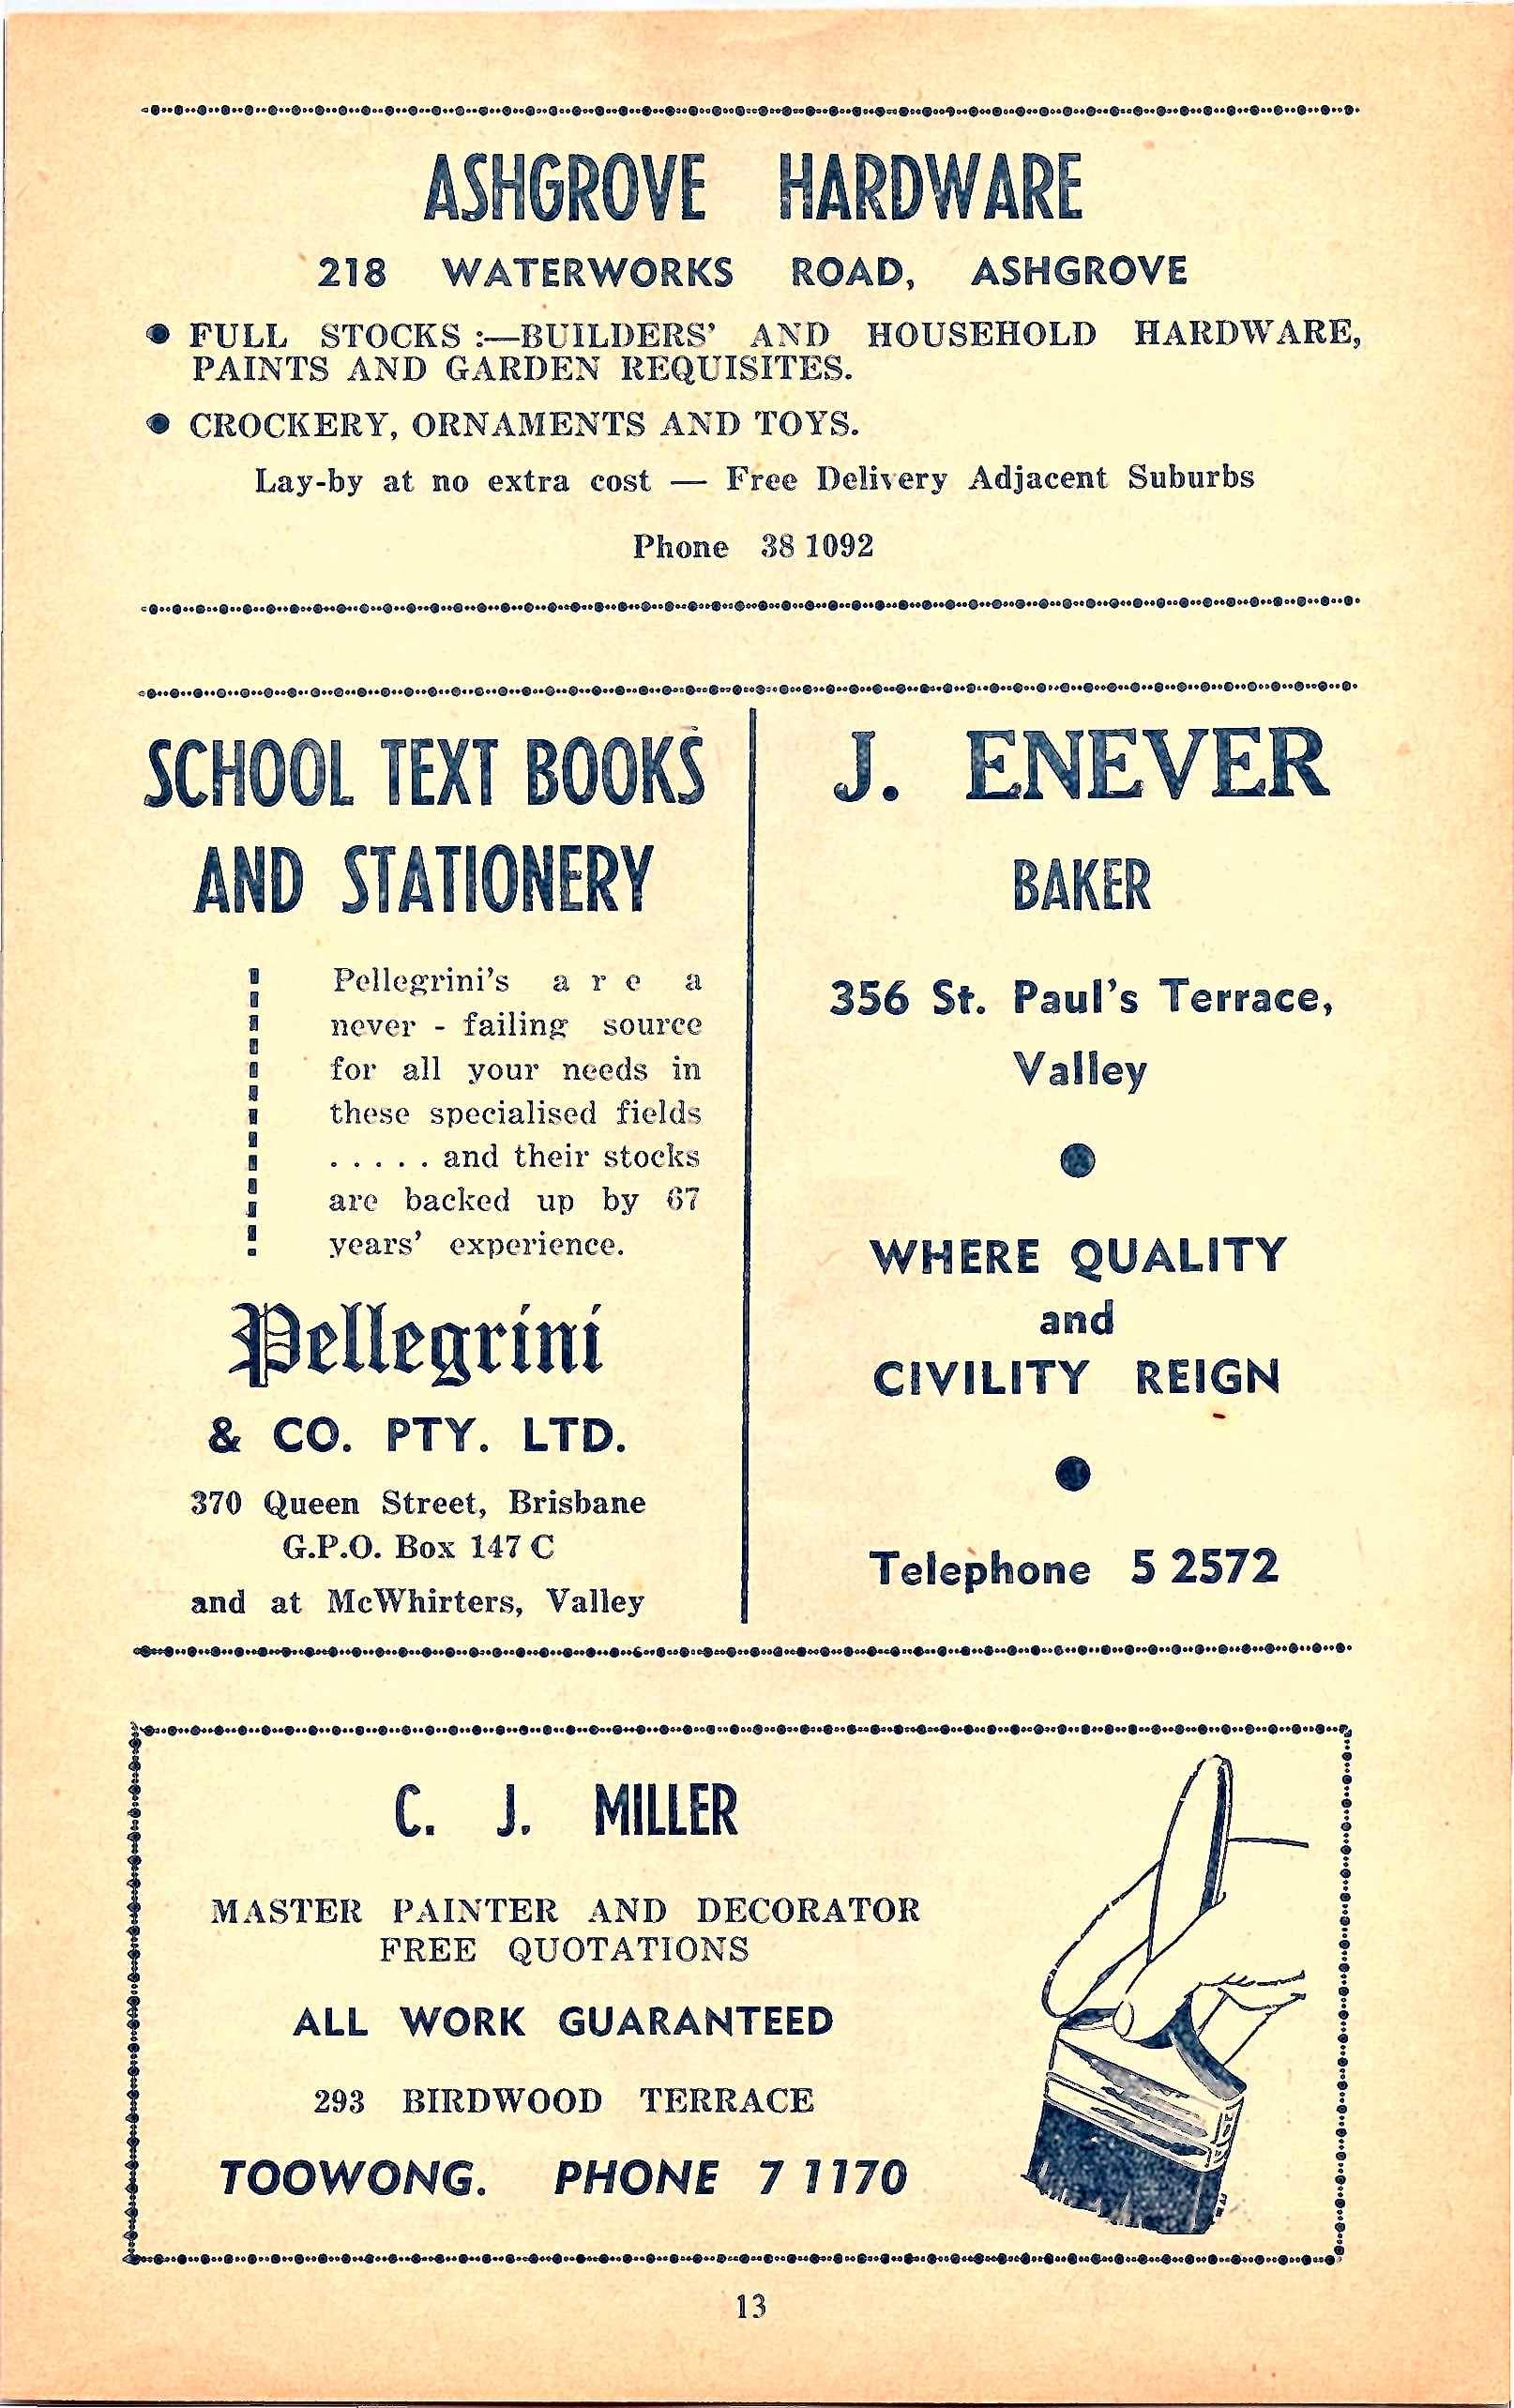 ASHGROVE HARDWARE
218 WATERWORKS ROAD, ASHGROVE
● FULL STOCKS :—BUILDERS' AND HOUSEHOLD HARDWARE,
PAINTS AND GARDEN REQUISITES.
● CROCKERY, ORNAMENTS AND TOYS.
Lay-by at no extra cost — Free Delivery Adjacent Suburbs
Phone 38 1092
SCHOOL TEXT BOOKS
AND STATIONERY
Pellegrini's are a
never - failing source
for all your needs in
these specialised fields
. . . . . and their stocks
are backed up by 67
years' experience.
Pellegrini
& CO. PTY. LTD.
370 Queen Street, Brisbane
G.P.O. Box 147 C
and at McWhirters, Valley
J. ENEVER
BAKER
356 St. Paul's Terrace,
Valley
●
WHERE QUALITY
and
CIVILITY REIGN
●
Telephone 5 2572
C. J. MILLER
MASTER PAINTER AND DECORATOR
FREE QUOTATIONS
ALL WORK GUARANTEED
293 BIRDWOOD TERRACE
TOOWONG. PHONE 7 1170
13